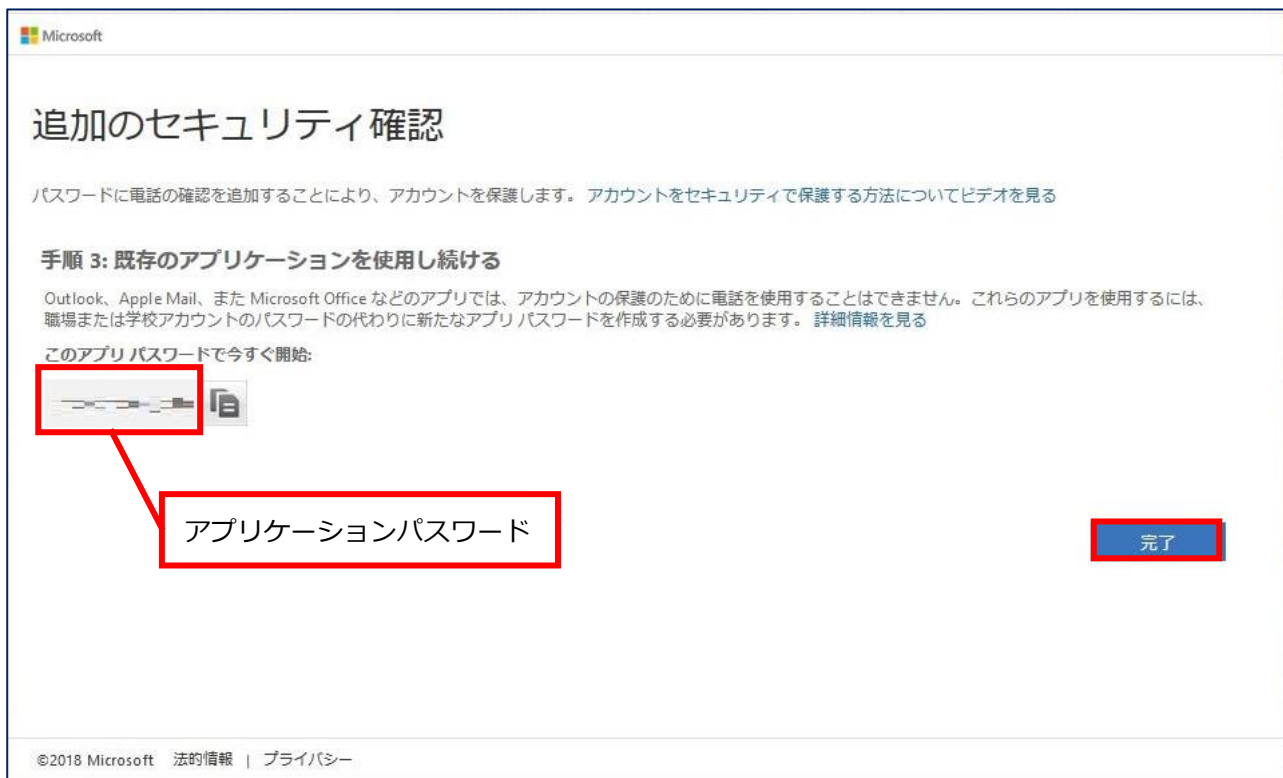 Microsoft
追加のセキュリティ確認
パスワードに電話の確認を追加することにより、アカウントを保護します。 アカウントをセキュリティで保護する方法についてビデオを見る
手順 3: 既存のアプリケーションを使用し続ける
Outlook、Apple Mail、また Microsoft Office などのアプリでは、アカウントの保護のために電話を使用することはできません。これらのアプリを使用するには、
職場または学校アカウントのパスワードの代わりに新たなアプリ パスワードを作成する必要があります。 詳細情報を見る
このアプリ パスワードで今すぐ開始:
アプリケーションパスワード
完了
©2018 Microsoft 法的情報 | プライバシー